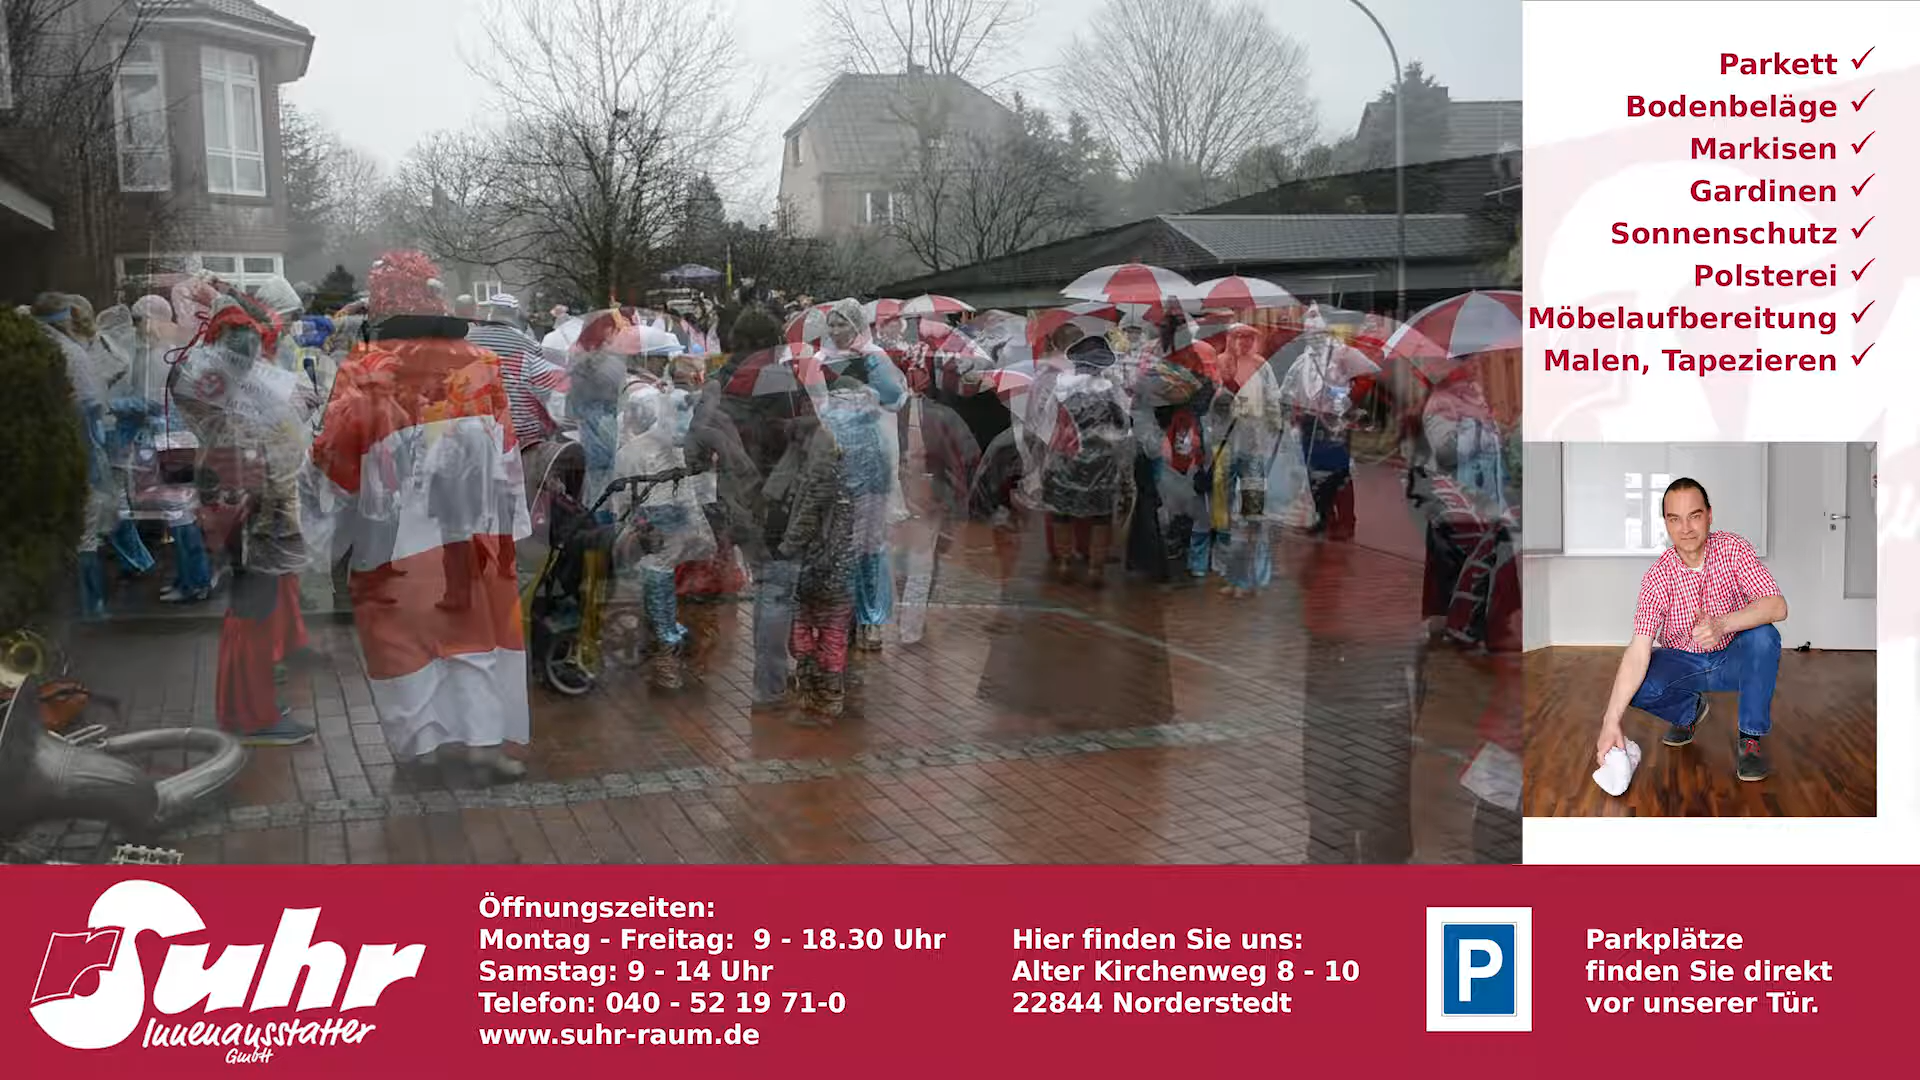 Parkett ✓
Bodenbeläge ✓
Markisen ✓
Gardinen ✓
Sonnenschutz ✓
Polsterei ✓
Möbelaufbereitung ✓
Malen, Tapezieren ✓
Suhr
Innenausstatter
GmbH
Öffnungszeiten:
Montag - Freitag: 9 - 18.30 Uhr
Samstag: 9 - 14 Uhr
Telefon: 040 - 52 19 71-0
www.suhr-raum.de
Hier finden Sie uns:
Alter Kirchenweg 8 - 10
22844 Norderstedt
P
Parkplätze
finden Sie direkt
vor unserer Tür.